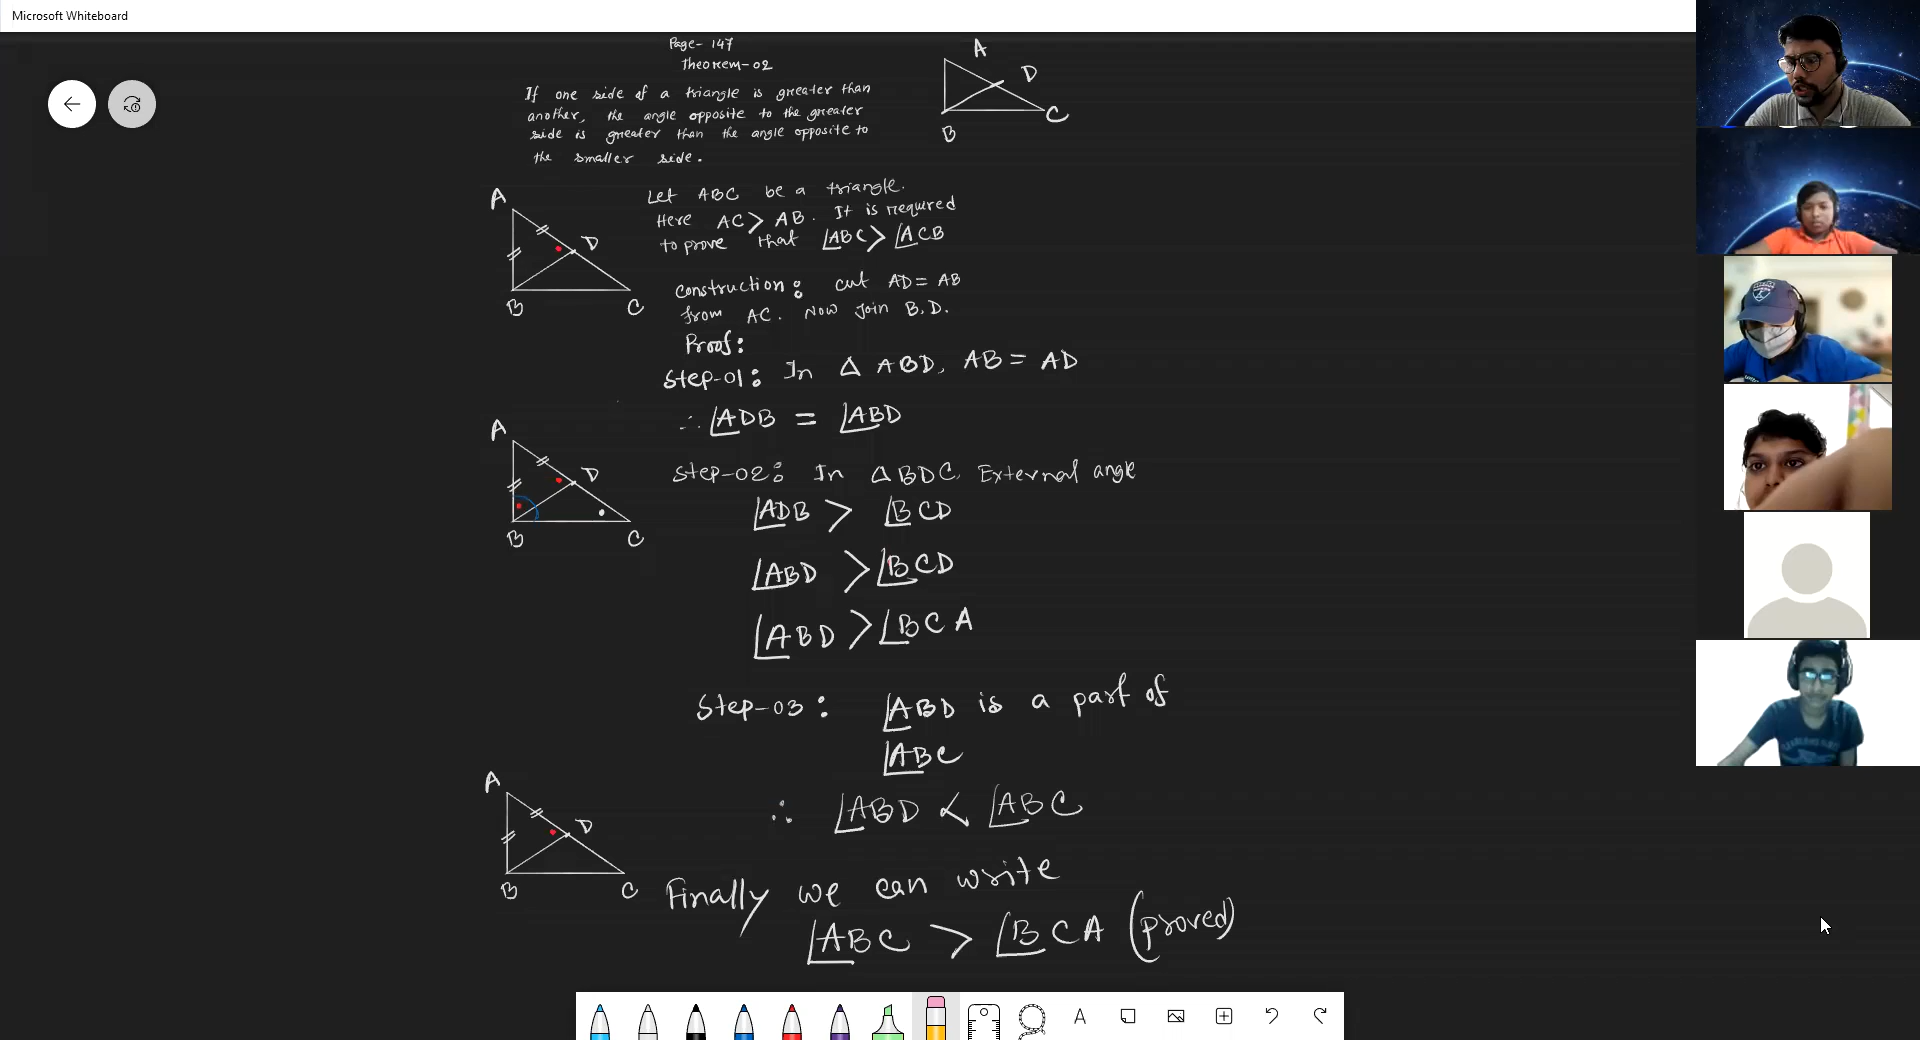 Microsoft Whiteboard
Page- 147
Theorem-02
If one side of a triangle is greater than
another, the angle opposite to the greater
side is greater than the angle opposite to
the smaller side.
A
D
B
C
A
D
B
C
Let ABC be a triangle.
Here AC > AB. It is required
to prove that ∠ABC > ∠ACB
construction: cut AD = AB
from AC. Now join B,D.
Proof:
Step-01: In △ ABD, AB = AD
∴ ∠ADB = ∠ABD
A
D
B
C
Step-02: In △BDC, External angle
∠ADB > ∠BCD
∠ABD > ∠BCD
∠ABD > ∠BCA
Step-03: ∠ABD is a part of
∠ABC
∴ ∠ABD < ∠ABC
A
D
B
C
Finally we can write
∠ABC > ∠BCA (proved)
A